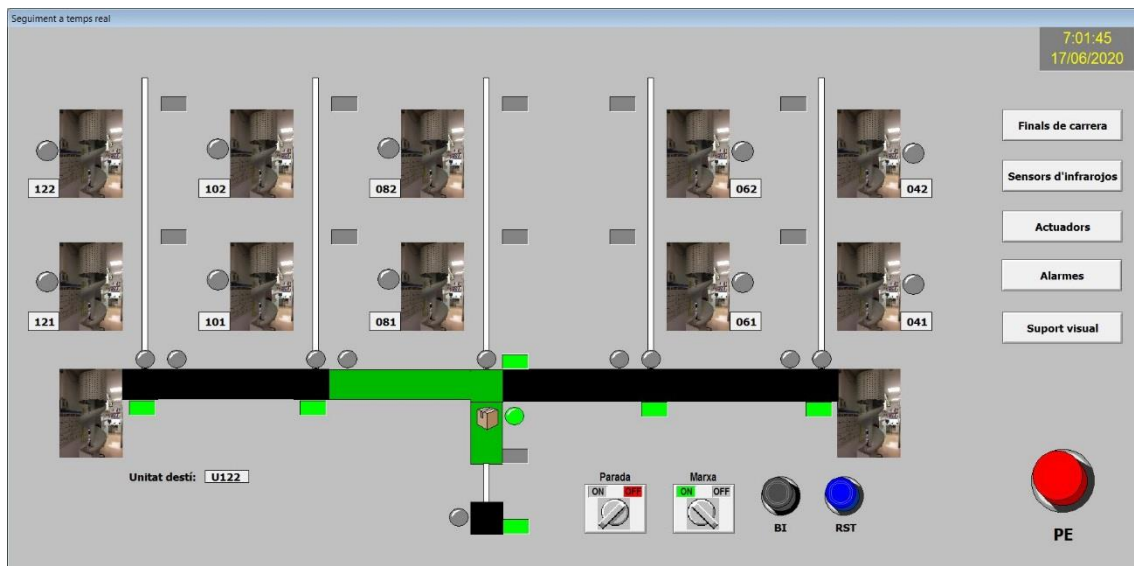 Seguiment a temps real
7:01:45
17/06/2020
Finals de carrera
122
102
082
062
042
Sensors d'infrarojos
Actuadors
Alarmes
121
101
081
061
041
Suport visual
Unitat destí: U122
Parada
Marxa
ON OFF
ON OFF
BI
RST
PE